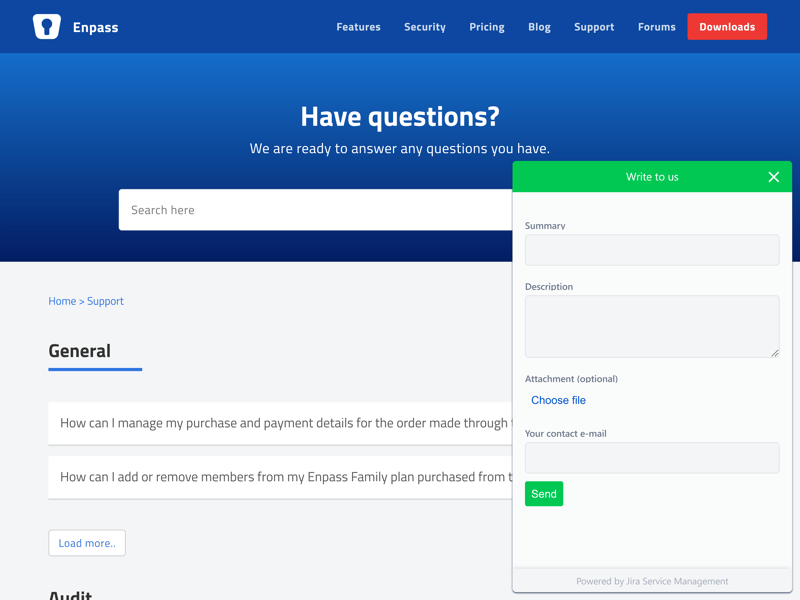 Enpass
Features Security Pricing Blog Support Forums Downloads
Have questions?
We are ready to answer any questions you have.
Search here
Home > Support
General
How can I manage my purchase and payment details for the order made through
How can I add or remove members from my Enpass Family plan purchased from
Load more..
Audit
Write to us
Summary
Description
Attachment (optional)
Choose file
Your contact e-mail
Send
Powered by Jira Service Management